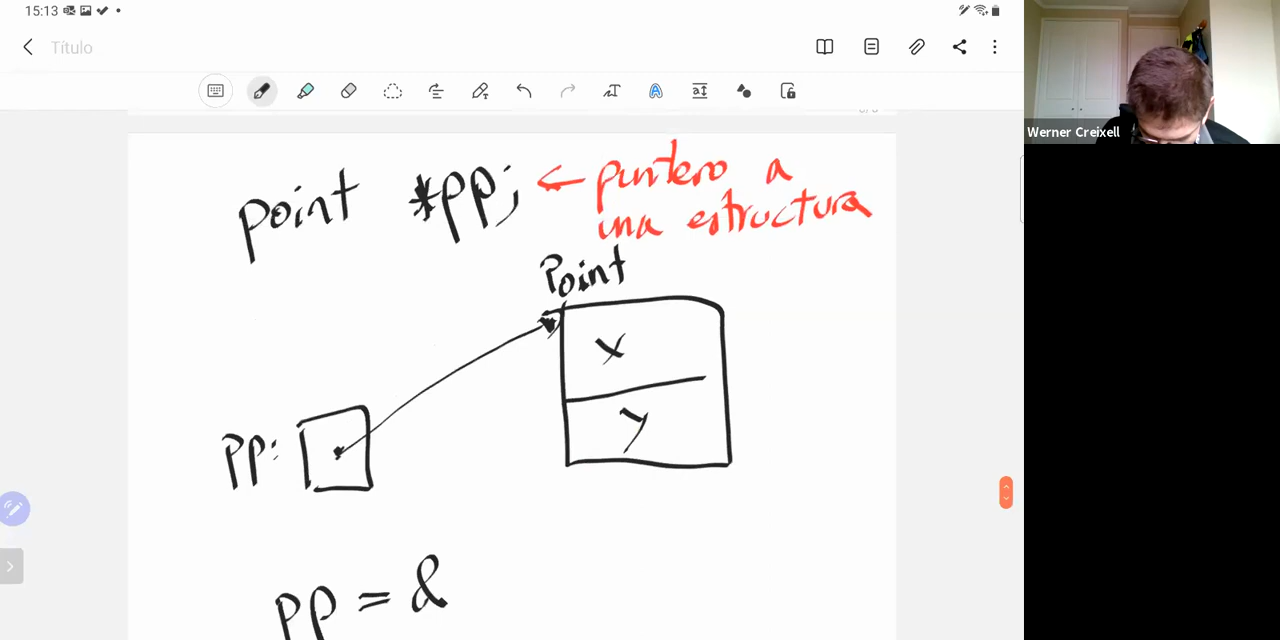 15:13
Título
point *pp; ← puntero a
una estructura
Point
x
y
pp:
pp = &
Werner Creixell